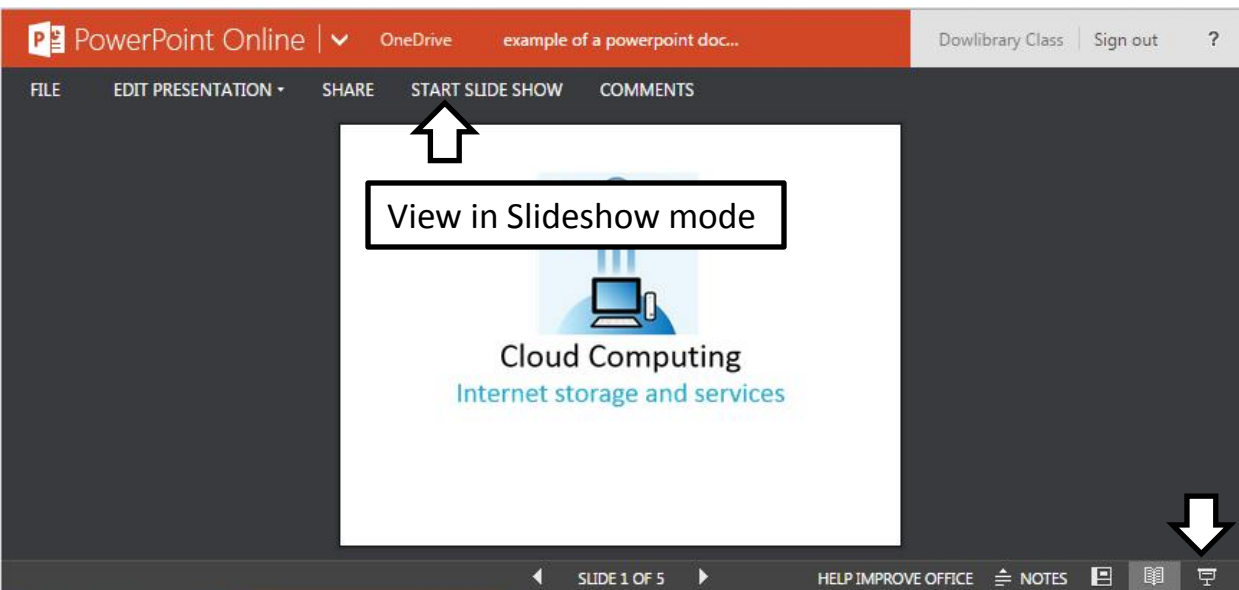 PowerPoint Online OneDrive example of a powerpoint doc... Dowlibrary Class Sign out ?
FILE EDIT PRESENTATION SHARE START SLIDE SHOW COMMENTS
View in Slideshow mode
Cloud Computing
Internet storage and services
SLIDE 1 OF 5 HELP IMPROVE OFFICE NOTES